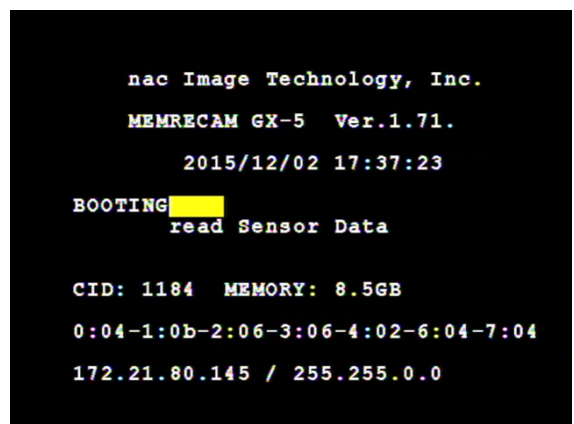 nac Image Technology, Inc.
MEMRECAM GX-5 Ver.1.71.
2015/12/02 17:37:23
BOOTING
read Sensor Data
CID: 1184 MEMORY: 8.5GB
0:04-1:0b-2:06-3:06-4:02-6:04-7:04
172.21.80.145 / 255.255.0.0